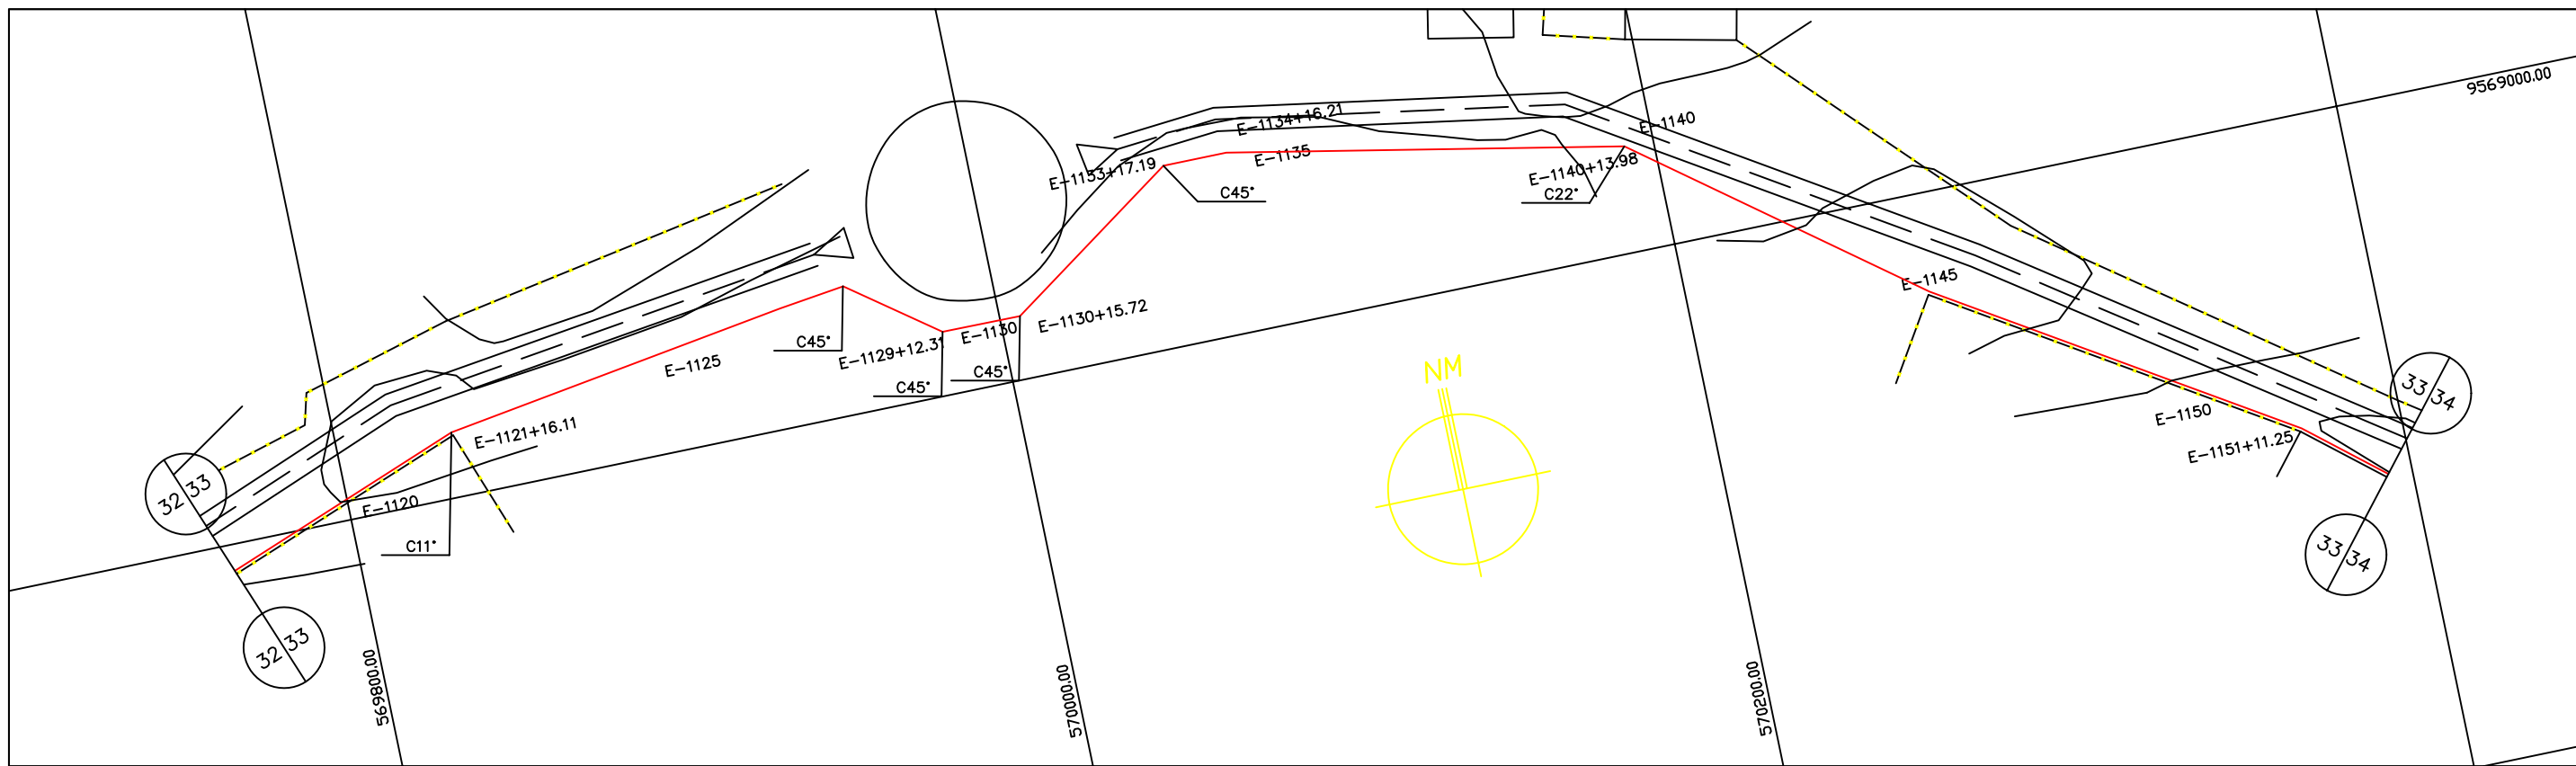 9569000.00
E-1134+16.21
E-1140
E-1135
E-1153+17.19
E-1140+13.98
C45°
C22°
E-1145
E-1130+15.72
E-1130
C45°
E-1129+12.31
E-1125
NM
C45°
C45°
33
34
E-1150
E-1121+16.11
E-1151+11.25
32
33
E-1120
C11°
33
34
32
33
569800.00
570000.00
570200.00